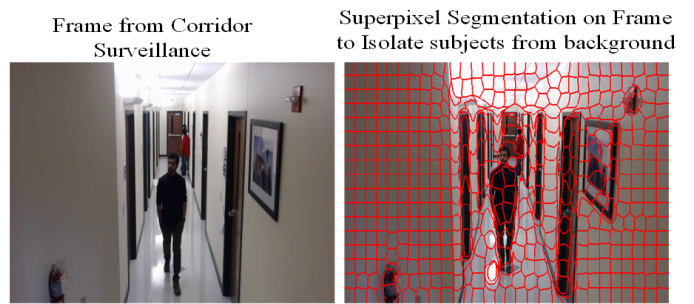 Frame from Corridor
Surveillance
Superpixel Segmentation on Frame
to Isolate subjects from background